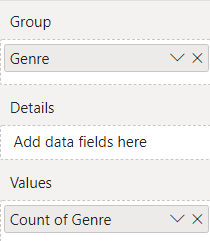 Group
Genre
Details
Add data fields here
Values
Count of Genre